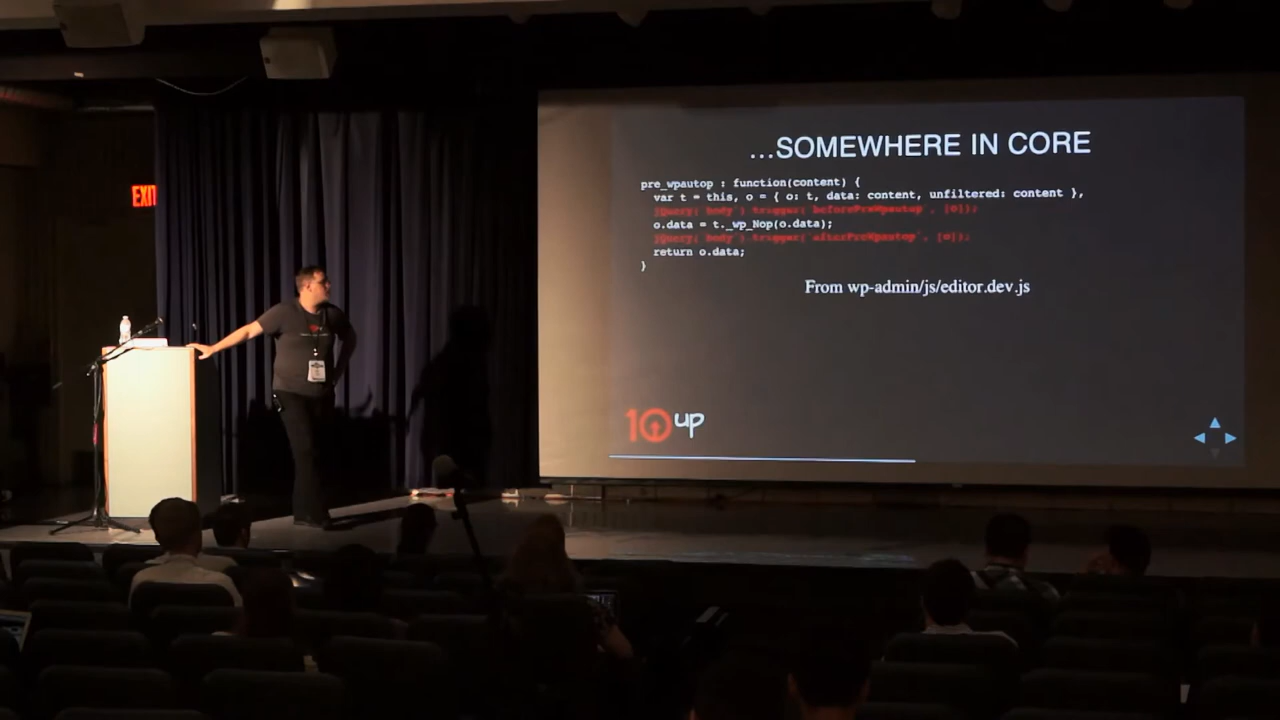 ...SOMEWHERE IN CORE
pre_wpautop : function(content) {
var t = this, o = { o: t, data: content, unfiltered: content },
jQuery('body').trigger('beforePreWpautop', [o]);
o.data = t._wp_Nop(o.data);
jQuery('body').trigger('afterPreWpautop', [o]);
return o.data;
}
From wp-admin/js/editor.dev.js
EXIT
10up